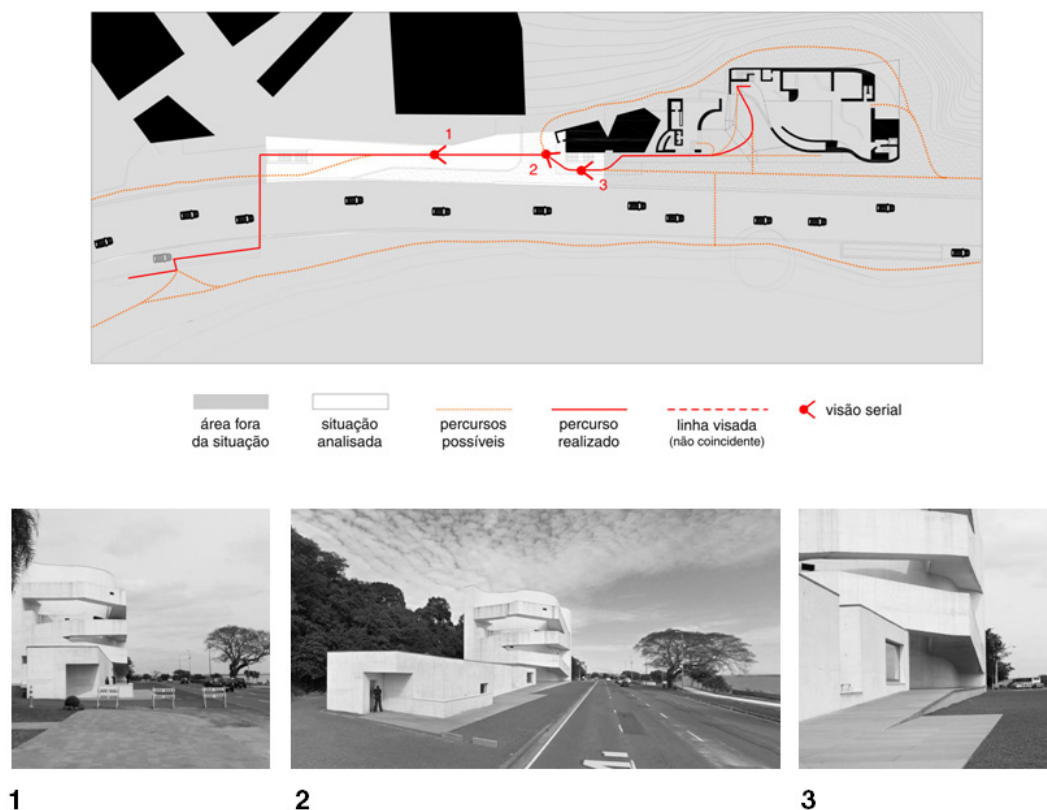 1
2
3
área fora
da situação
situação
analisada
percursos
possíveis
percurso
realizado
linha visada
(não coincidente)
visão serial
1
2
3